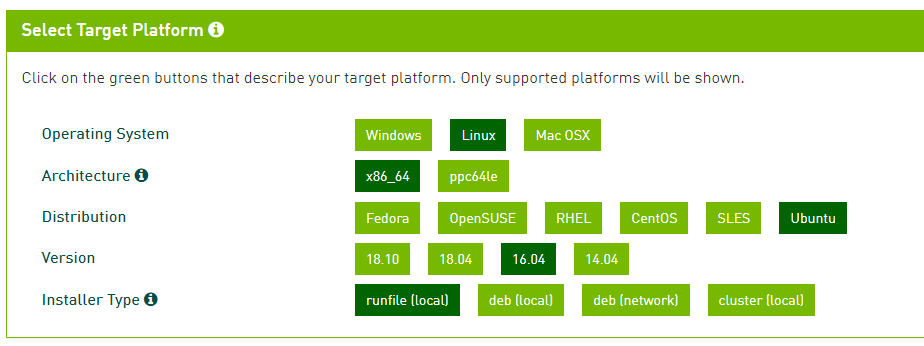 Select Target Platform
Click on the green buttons that describe your target platform. Only supported platforms will be shown.
Operating System Windows Linux Mac OSX
Architecture x86_64 ppc64le
Distribution Fedora OpenSUSE RHEL CentOS SLES Ubuntu
Version 18.10 18.04 16.04 14.04
Installer Type runfile (local) deb (local) deb (network) cluster (local)